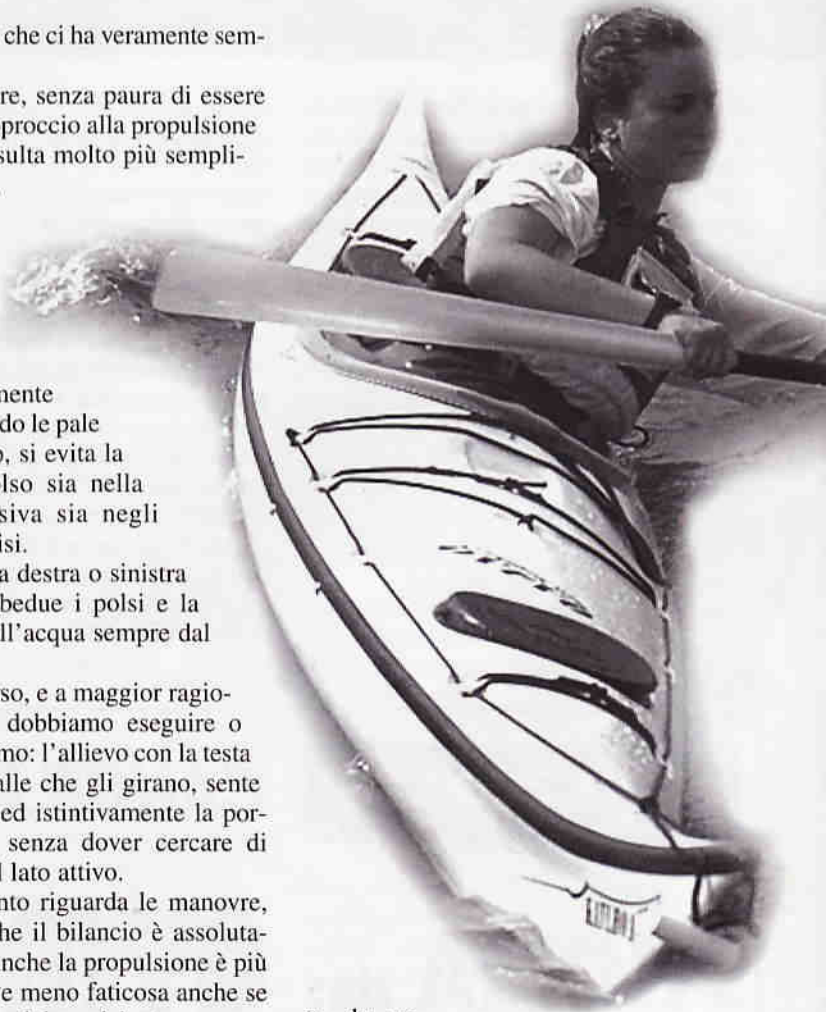 che ci ha veramente sem-
re, senza paura di essere
proccio alla propulsione
sulta molto più sempli-
mente
do le pale
, si evita la
lso sia nella
siva sia negli
isi.
a destra o sinistra
bedue i polsi e la
ll'acqua sempre dal
rso, e a maggior ragio-
dobbiamo eseguire o
mo: l'allievo con la testa
alle che gli girano, sente
ed istintivamente la por-
senza dover cercare di
l lato attivo.
nto riguarda le manovre,
he il bilancio è assoluta-
anche la propulsione è più
e meno faticosa anche se